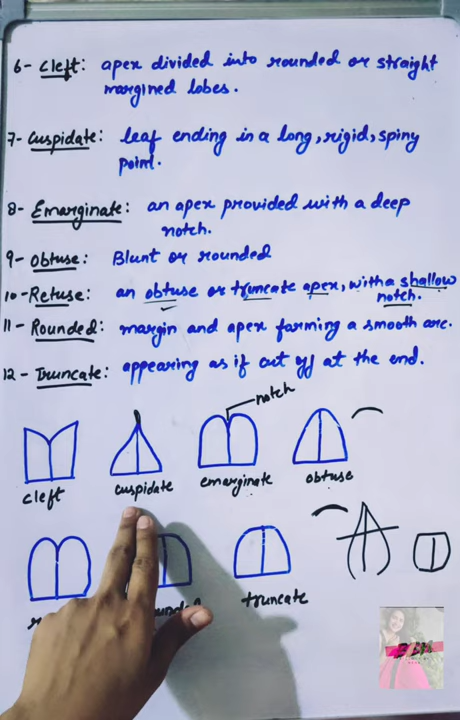 6- Cleft: apex divided into rounded or straight
margined lobes.
7- Cuspidate: leaf ending in a long, rigid, spiny
point.
8- Emarginate: an apex provided with a deep
notch.
9- Obtuse: Blunt or rounded
10- Retuse: an obtuse or truncate apex, with a shallow
notch.
11- Rounded: margin and apex forming a smooth arc.
12- Truncate: appearing as if cut off at the end.
notch
cleft cuspidate emarginate obtuse
truncate